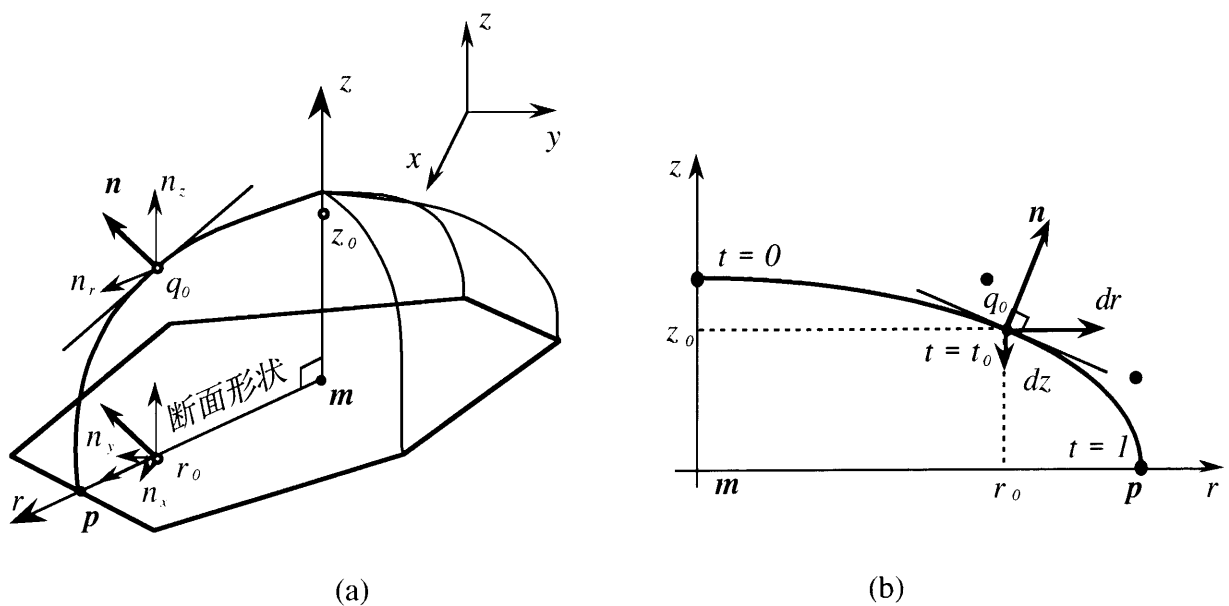 z
y
x
z
n
n_z
n_r
q_0
z_0
断面形状
m
n_y
r_0
n_x
r
p
(a)
z
n
t = 0
q_0
dr
z_0
t = t_0
dz
t = 1
m
r_0
p
r
(b)